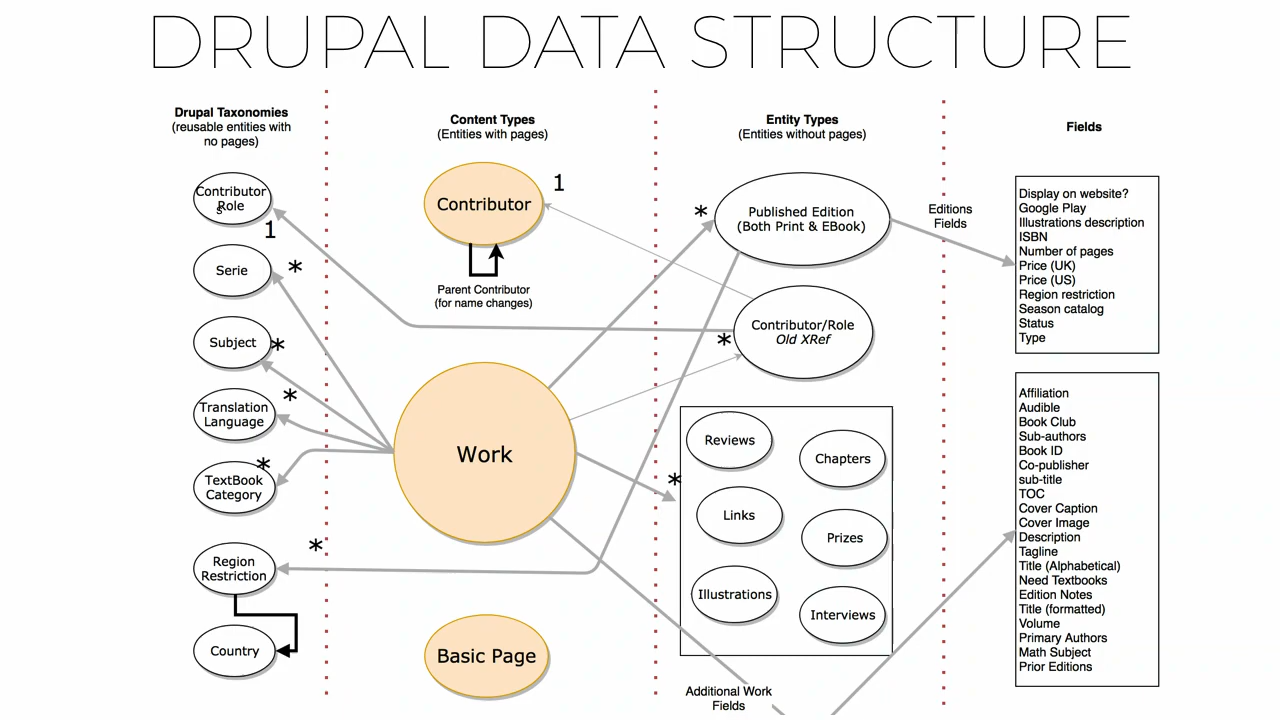 DRUPAL DATA STRUCTURE
Drupal Taxonomies
(reusable entities with
no pages)
Contributor
Role
s
1
Serie
*
Subject
*
Translation
Language
*
TextBook
Category
*
Region
Restriction
*
Country
Content Types
(Entities with pages)
Contributor
1
Parent Contributor
(for name changes)
Work
Basic Page
Entity Types
(Entities without pages)
*
Published Edition
(Both Print & EBook)
*
Contributor/Role
Old XRef
*
Reviews
Chapters
Links
Prizes
Illustrations
Interviews
Additional Work
Fields
Fields
Editions
Fields
Display on website?
Google Play
Illustrations description
ISBN
Number of pages
Price (UK)
Price (US)
Region restriction
Season catalog
Status
Type
Affiliation
Audible
Book Club
Sub-authors
Book ID
Co-publisher
sub-title
TOC
Cover Caption
Cover Image
Description
Tagline
Title (Alphabetical)
Need Textbooks
Edition Notes
Title (formatted)
Volume
Primary Authors
Math Subject
Prior Editions